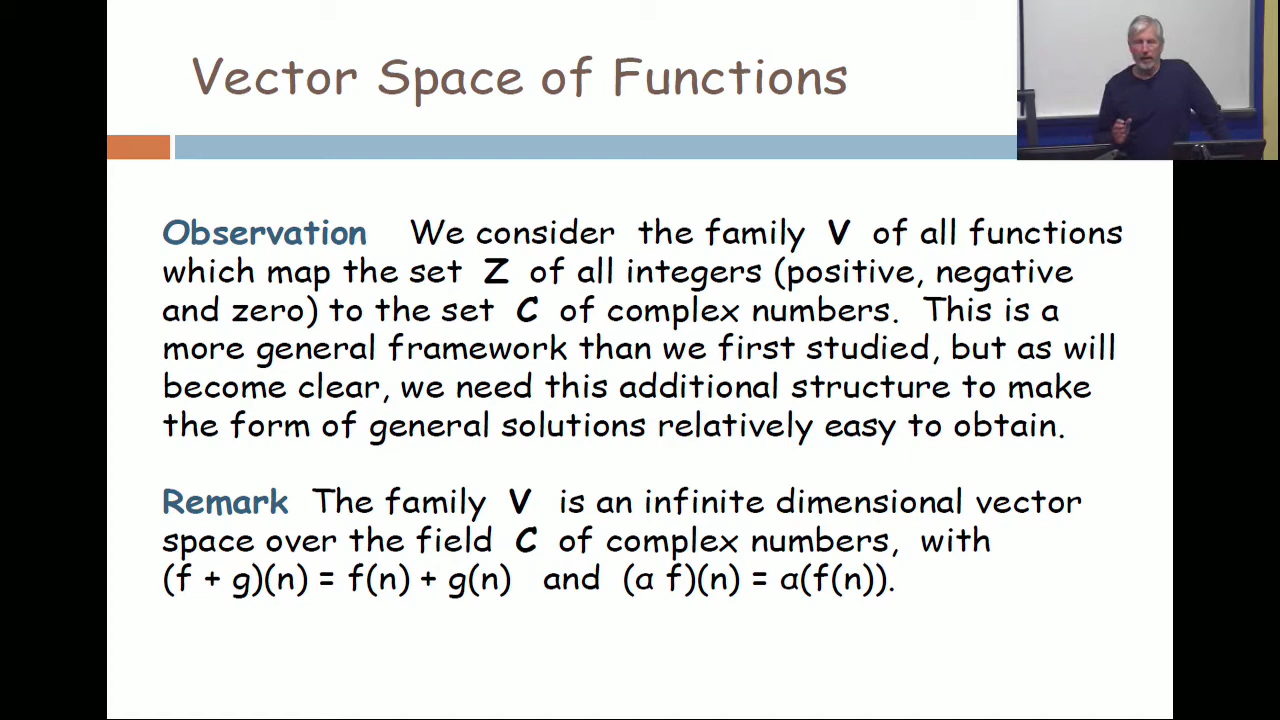 Vector Space of Functions
Observation We consider the family V of all functions
which map the set Z of all integers (positive, negative
and zero) to the set C of complex numbers. This is a
more general framework than we first studied, but as will
become clear, we need this additional structure to make
the form of general solutions relatively easy to obtain.
Remark The family V is an infinite dimensional vector
space over the field C of complex numbers, with
(f + g)(n) = f(n) + g(n) and (α f)(n) = α(f(n)).